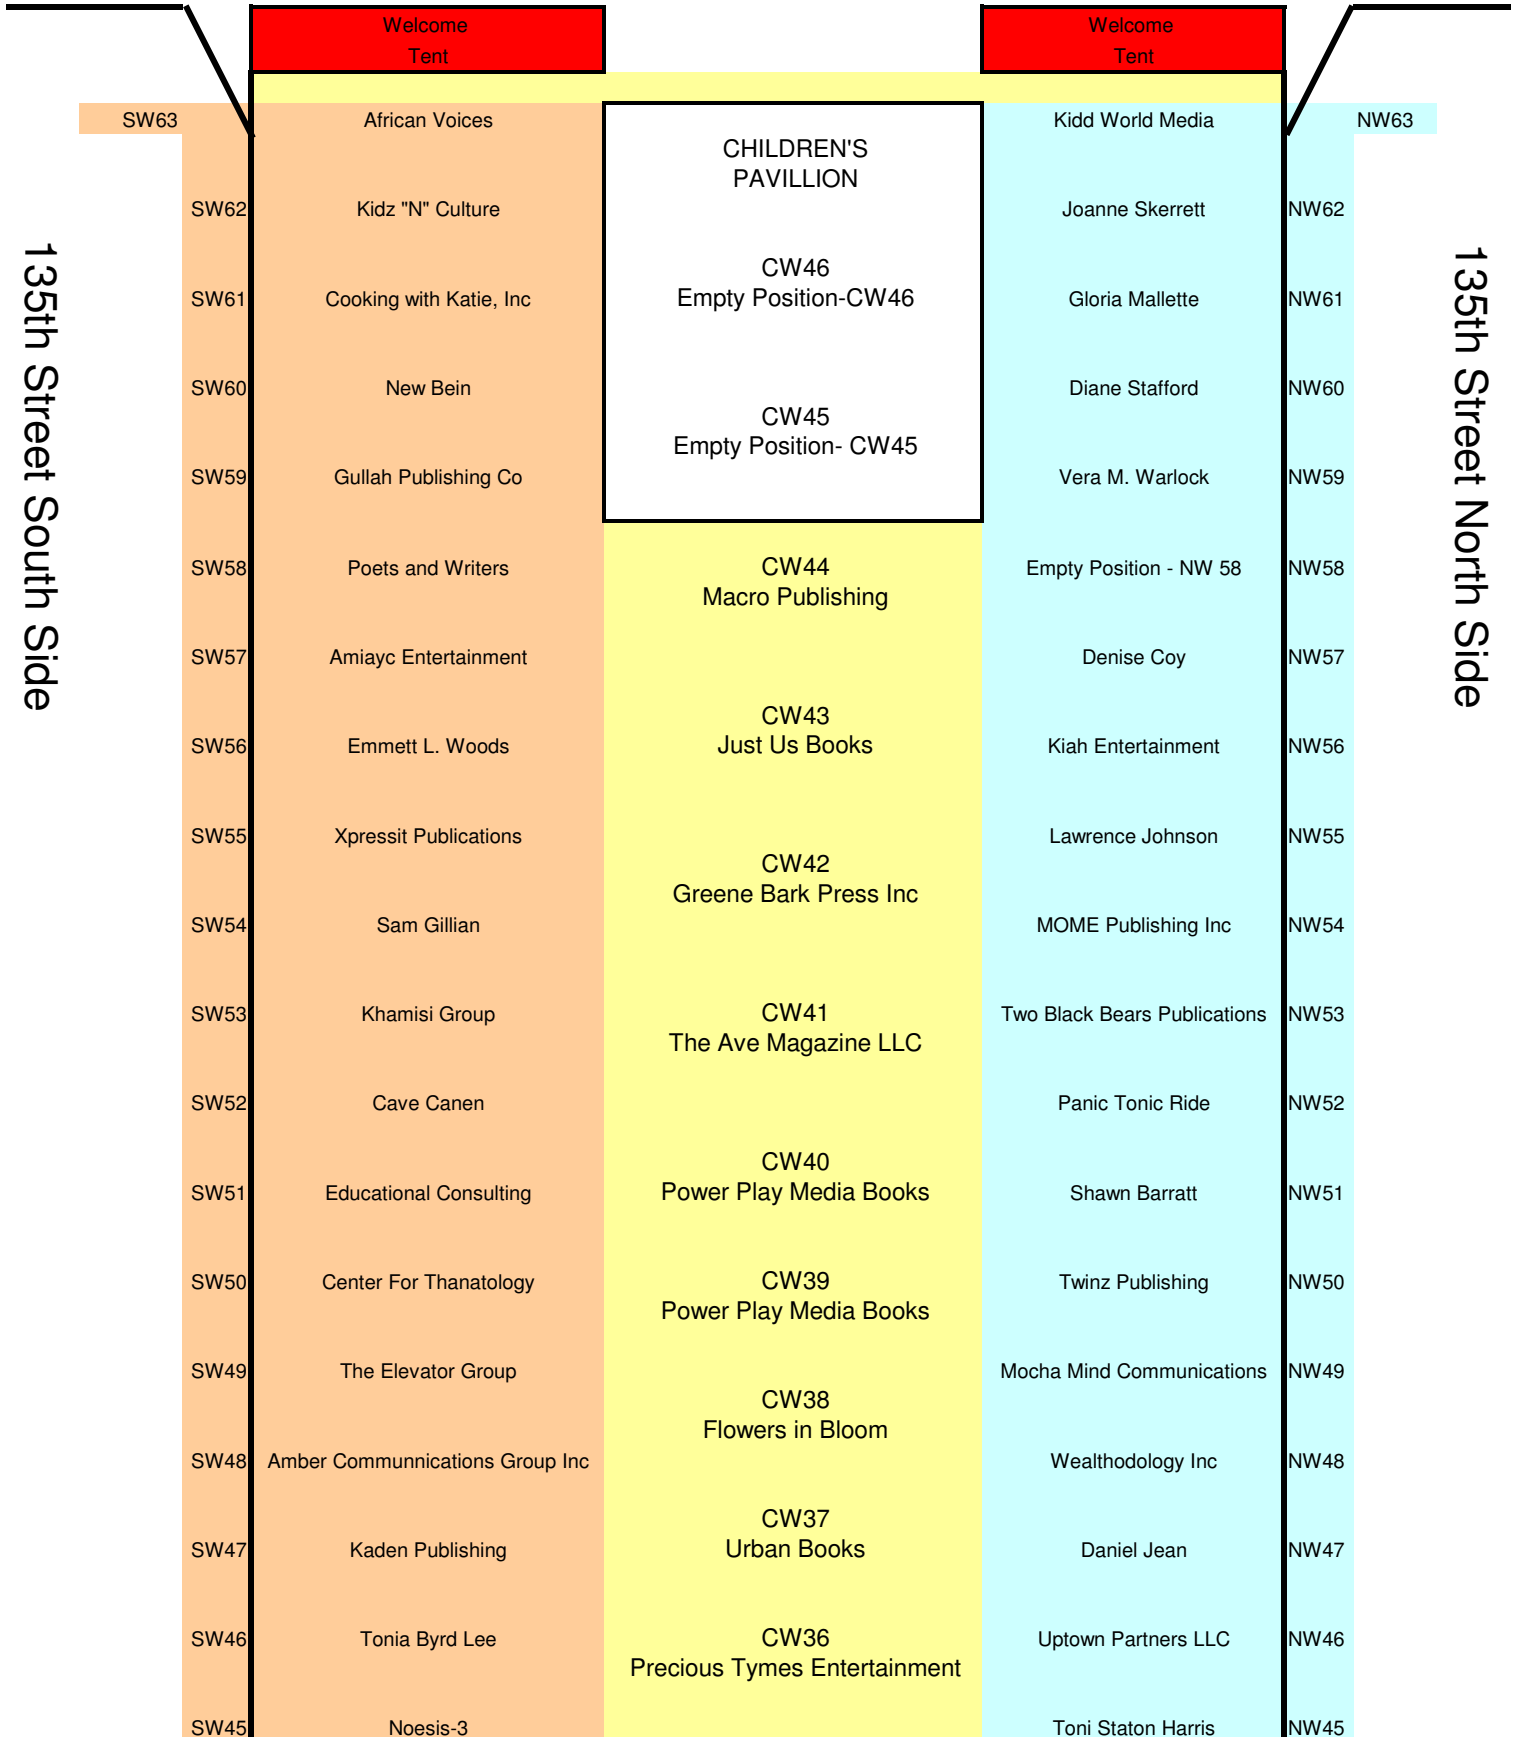 Welcome
Tent
Welcome
Tent
SW63 African Voices Kidd World Media NW63
CHILDREN'S
PAVILLION
SW62 Kidz "N" Culture Joanne Skerrett NW62
CW46
SW61 Cooking with Katie, Inc Empty Position-CW46 Gloria Mallette NW61
SW60 New Bein Diane Stafford NW60
CW45
Empty Position- CW45
SW59 Gullah Publishing Co Vera M. Warlock NW59
SW58 Poets and Writers CW44 Empty Position - NW 58 NW58
Macro Publishing
SW57 Amiayc Entertainment Denise Coy NW57
CW43
SW56 Emmett L. Woods Just Us Books Kiah Entertainment NW56
SW55 Xpressit Publications Lawrence Johnson NW55
CW42
Greene Bark Press Inc
SW54 Sam Gillian MOME Publishing Inc NW54
SW53 Khamisi Group CW41 Two Black Bears Publications NW53
The Ave Magazine LLC
SW52 Cave Canen Panic Tonic Ride NW52
CW40
SW51 Educational Consulting Power Play Media Books Shawn Barratt NW51
SW50 Center For Thanatology CW39 Twinz Publishing NW50
Power Play Media Books
SW49 The Elevator Group Mocha Mind Communications NW49
CW38
Flowers in Bloom
SW48 Amber Communnications Group Inc Wealthodology Inc NW48
CW37
SW47 Kaden Publishing Urban Books Daniel Jean NW47
SW46 Tonia Byrd Lee CW36 Uptown Partners LLC NW46
Precious Tymes Entertainment
SW45 Noesis-3 Toni Staton Harris NW45
135th Street South Side
135th Street North Side